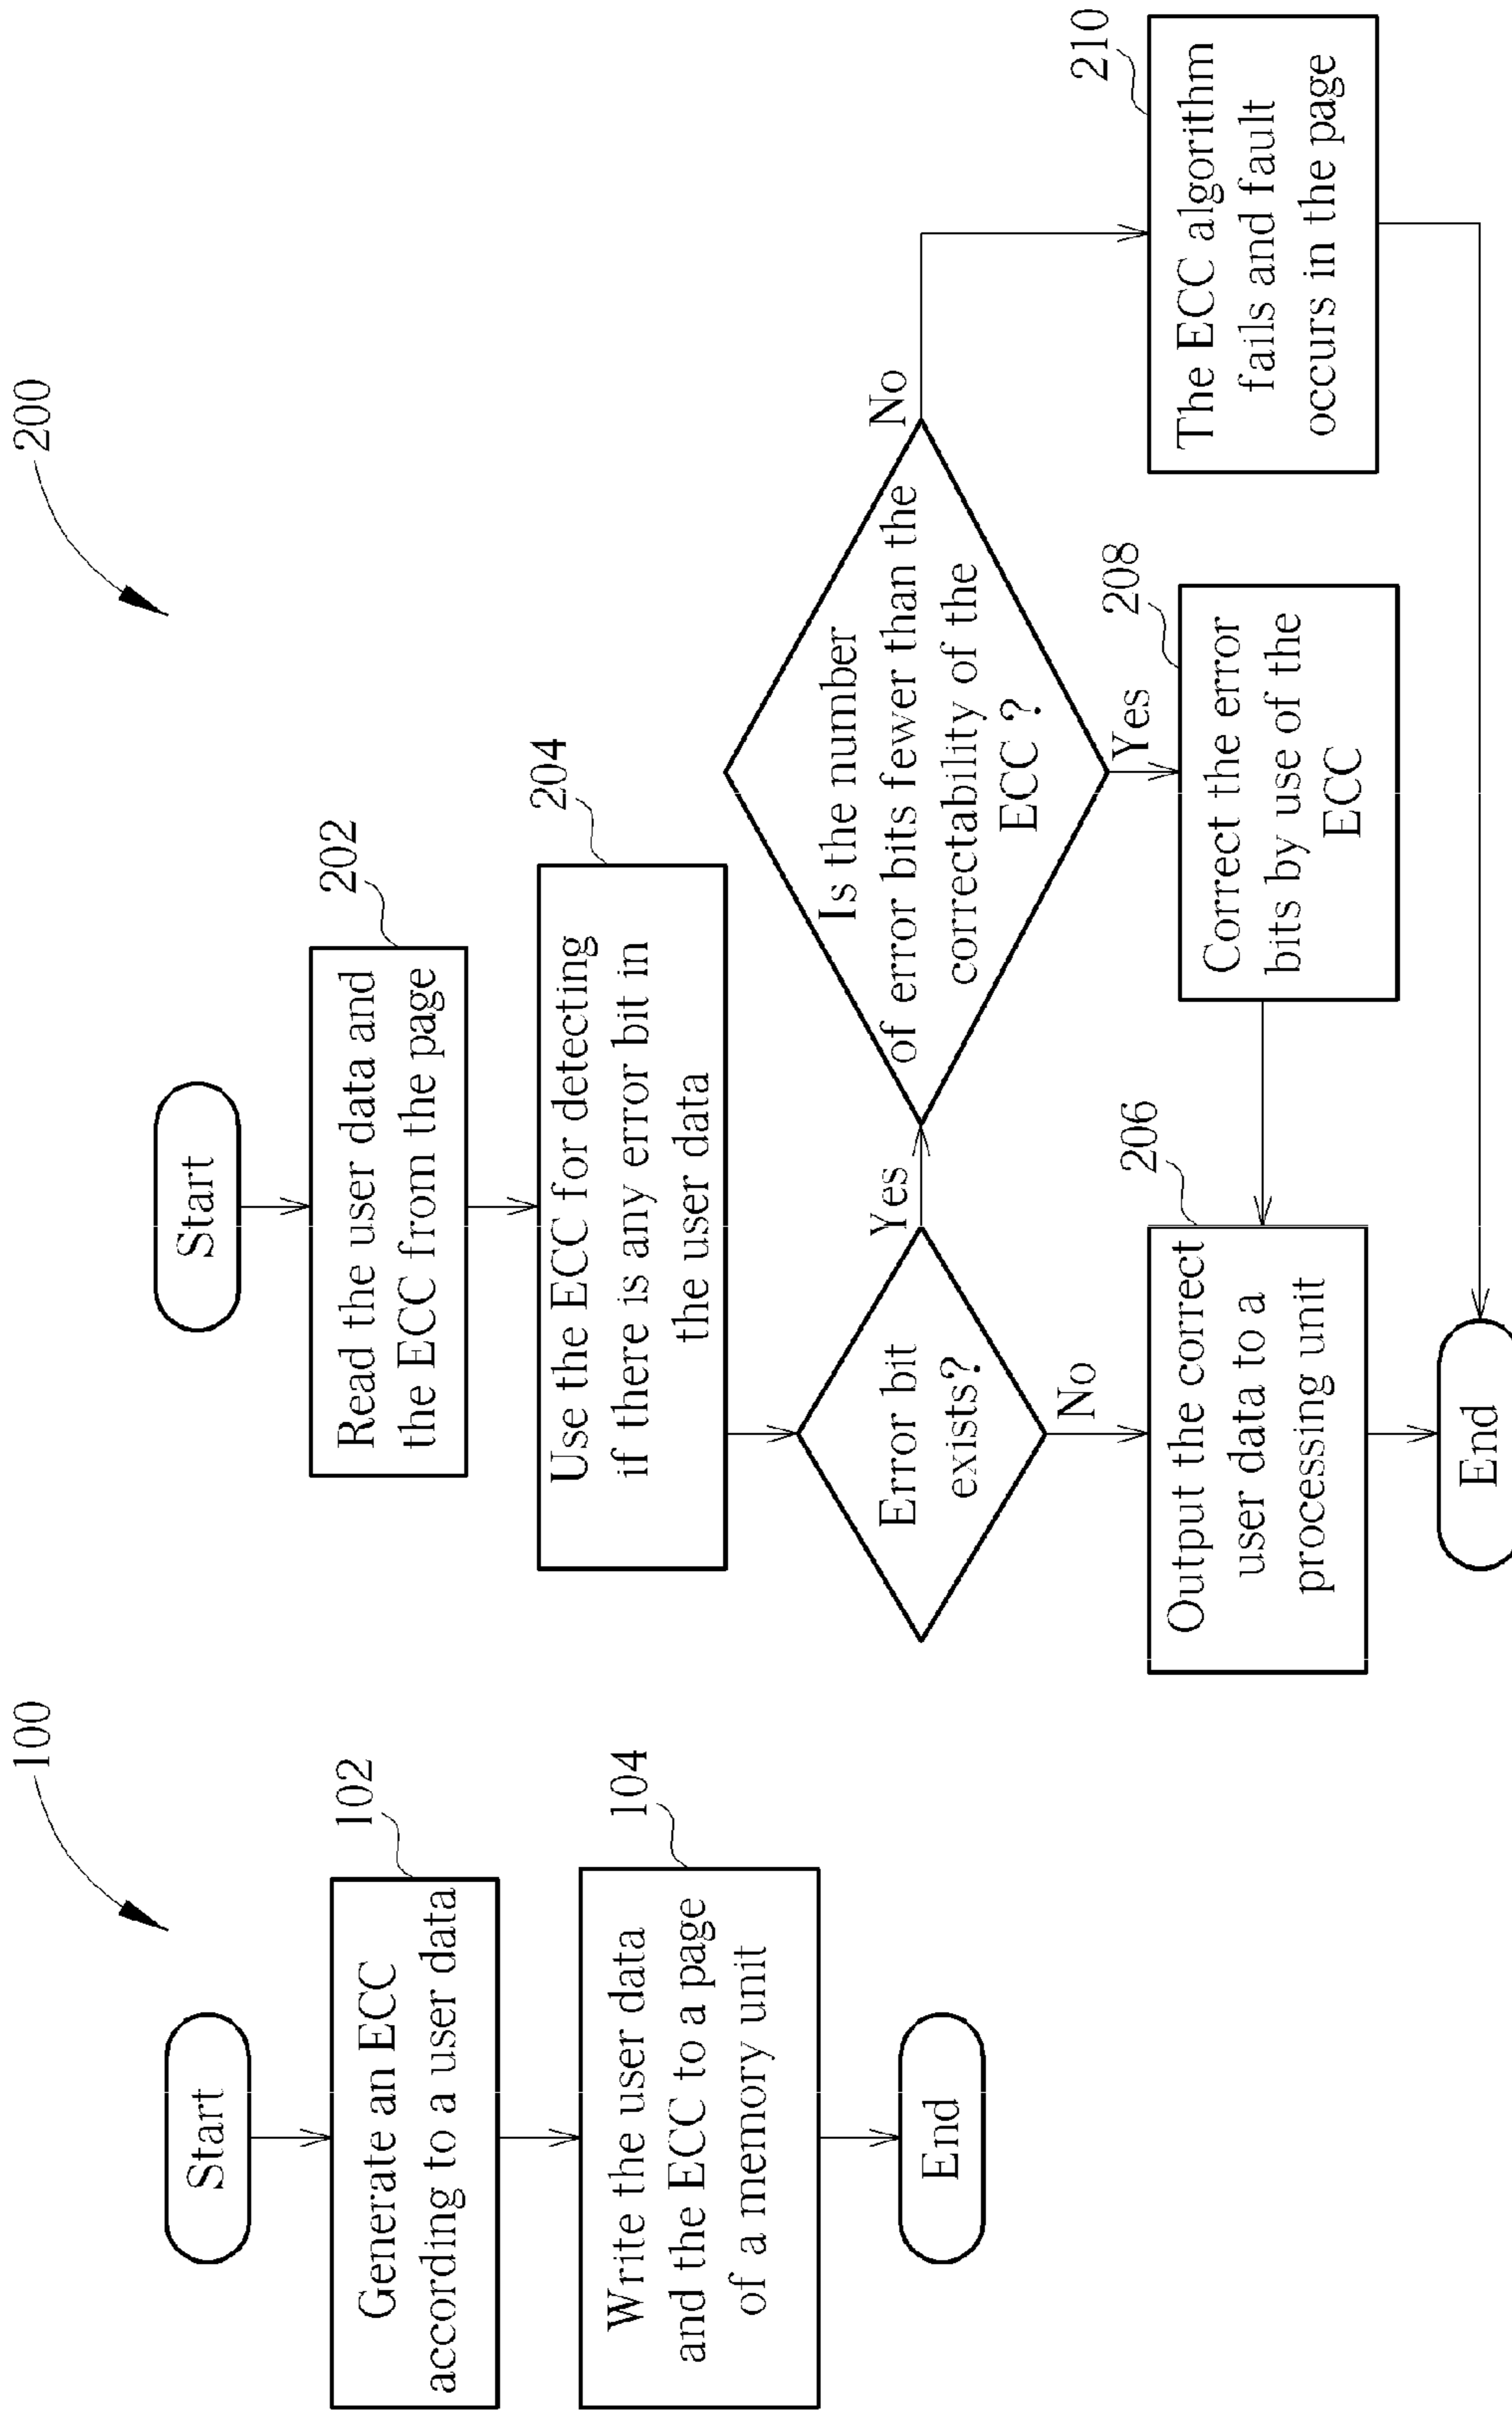 100
Start
102
Generate an ECC
according to a user data
104
Write the user data
and the ECC to a page
of a memory unit
End
200
Start
202
Read the user data and
the ECC from the page
204
Use the ECC for detecting
if there is any error bit in
the user data
Error bit
exists?
Yes
No
Is the number
of error bits fewer than the
correctability of the
ECC ?
No
Yes
206
Output the correct
user data to a
processing unit
208
Correct the error
bits by use of the
ECC
210
The ECC algorithm
fails and fault
occurs in the page
End